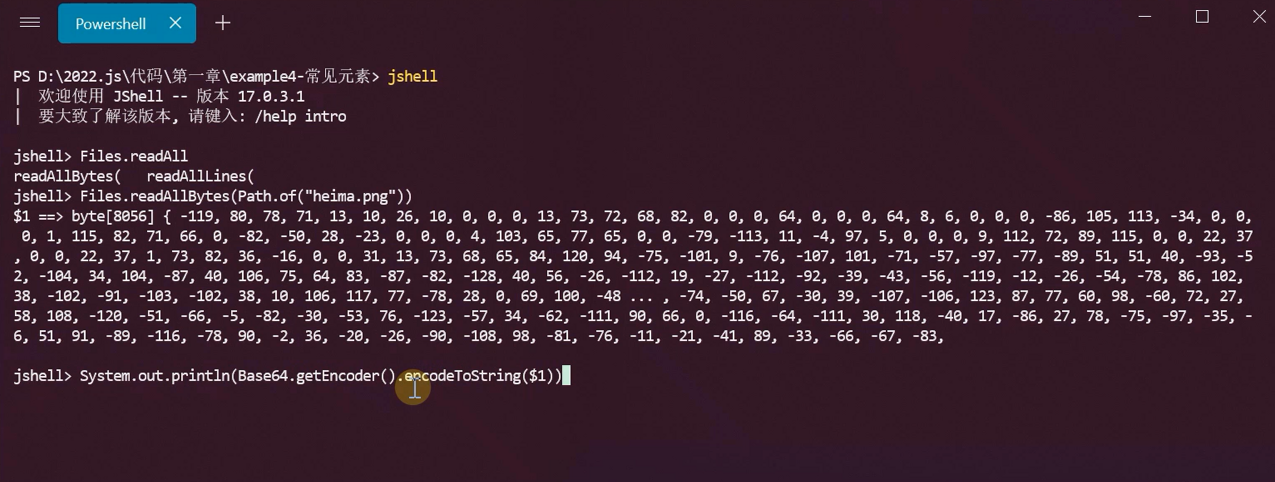 Powershell
PS D:\2022.js\代码\第一章\example4-常见元素> jshell
| 欢迎使用 JShell -- 版本 17.0.3.1
| 要大致了解该版本, 请键入: /help intro
jshell> Files.readAll
readAllBytes(   readAllLines(
jshell> Files.readAllBytes(Path.of("heima.png"))
$1 ==> byte[8056] { -119, 80, 78, 71, 13, 10, 26, 10, 0, 0, 0, 13, 73, 72, 68, 82, 0, 0, 0, 64, 0, 0, 0, 64, 8, 6, 0, 0, 0, -86, 105, 113, -34, 0, 0,
0, 1, 115, 82, 71, 66, 0, -82, -50, 28, -23, 0, 0, 0, 4, 103, 65, 77, 65, 0, 0, -79, -113, 11, -4, 97, 5, 0, 0, 0, 9, 112, 72, 89, 115, 0, 0, 22, 37
, 0, 0, 22, 37, 1, 73, 82, 36, -16, 0, 0, 31, 13, 73, 68, 65, 84, 120, 94, -75, -101, 9, -76, -107, 101, -71, -57, -97, -77, -89, 51, 51, 40, -93, -5
2, -104, 34, 104, -87, 40, 106, 75, 64, 83, -87, -82, -128, 40, 56, -26, -112, 19, -27, -112, -92, -39, -43, -56, -119, -12, -26, -54, -78, 86, 102,
38, -102, -91, -103, -102, 38, 10, 106, 117, 77, -78, 28, 0, 69, 100, -48 ... , -74, -50, 67, -30, 39, -107, -106, 123, 87, 77, 60, 98, -60, 72, 27,
58, 108, -120, -51, -66, -5, -82, -30, -53, 76, -123, -57, 34, -62, -111, 90, 66, 0, -116, -64, -111, 30, 118, -40, 17, -86, 27, 78, -75, -97, -35, -
6, 51, 91, -89, -116, -78, 90, -2, 36, -20, -26, -90, -108, 98, -81, -76, -11, -21, -41, 89, -33, -66, -67, -83,
jshell> System.out.println(Base64.getEncoder().encodeToString($1))